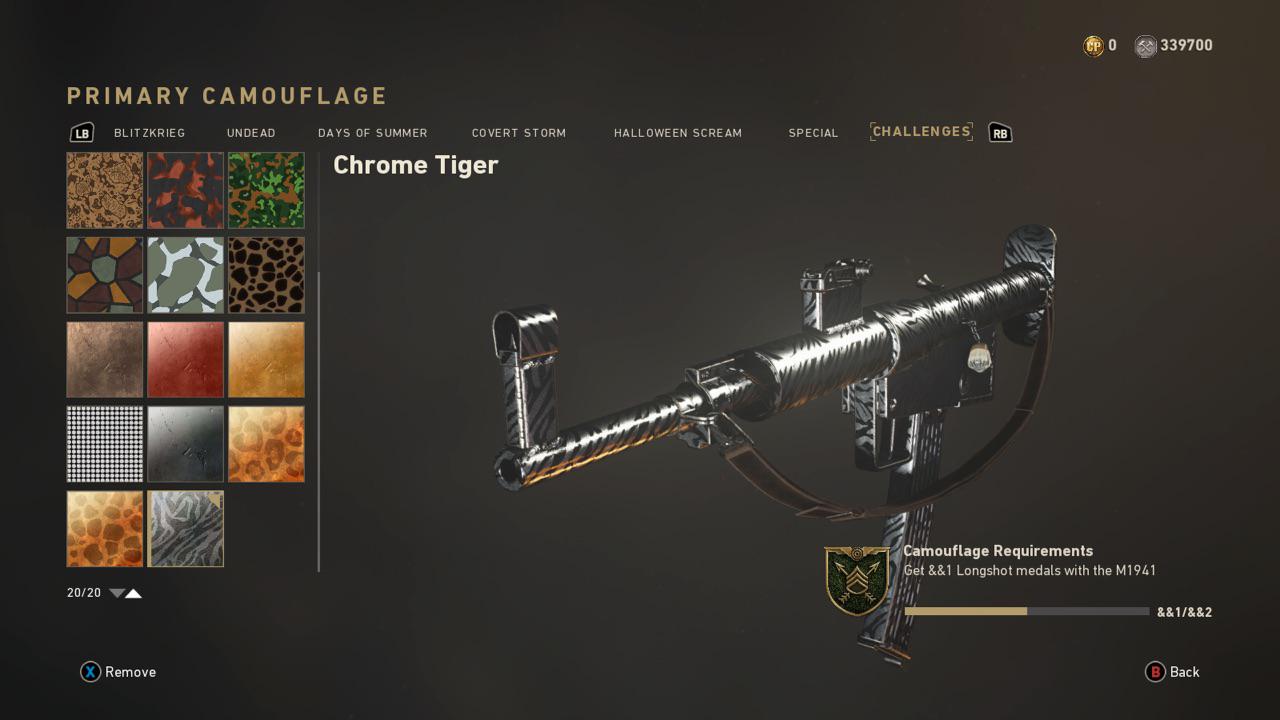 CP 0 339700
PRIMARY CAMOUFLAGE
LB BLITZKRIEG UNDEAD DAYS OF SUMMER COVERT STORM HALLOWEEN SCREAM SPECIAL CHALLENGES RB
Chrome Tiger
Camouflage Requirements
Get &&1 Longshot medals with the M1941
&&1/&&2
20/20
X Remove
B Back